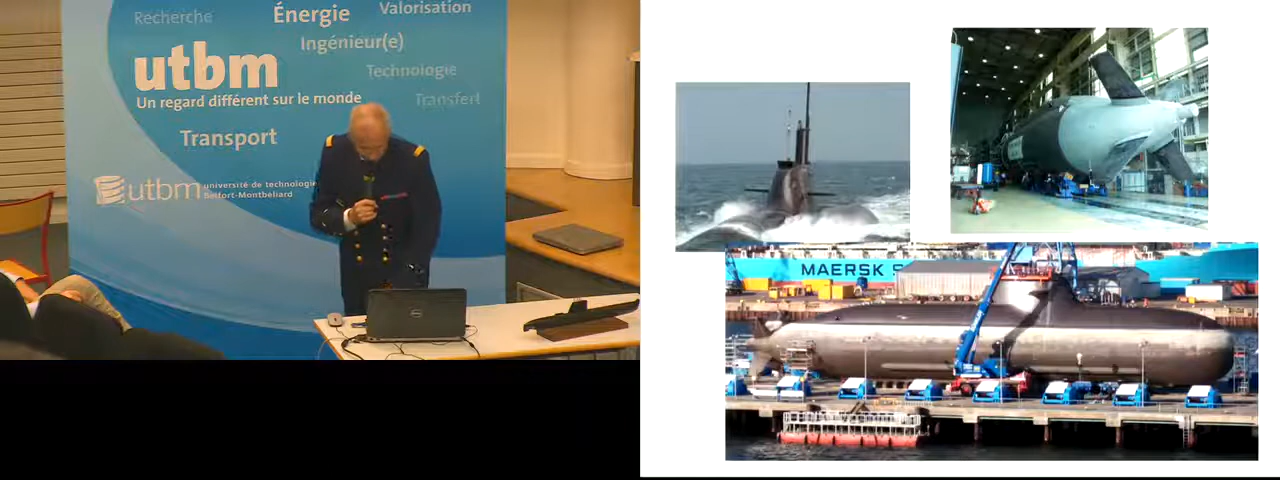 Recherche
Énergie
Valorisation
Ingénieur(e)
utbm
Technologie
Un regard différent sur le monde
Transfert
Transport
utbm
université de technologie
Belfort-Montbéliard
MAERSK S
DELL